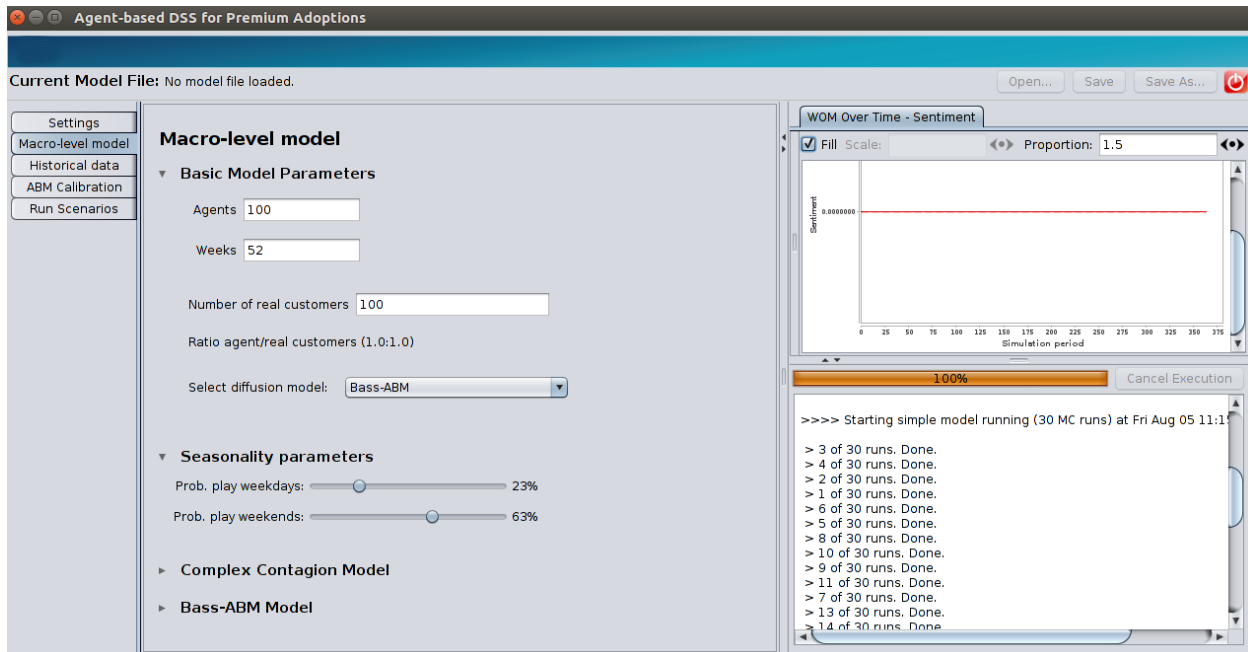 Agent-based DSS for Premium Adoptions
Current Model File: No model file loaded.
Open...
Save
Save As...
Settings
Macro-level model
Historical data
ABM Calibration
Run Scenarios
Macro-level model
Basic Model Parameters
Agents 100
Weeks 52
Number of real customers 100
Ratio agent/real customers (1.0:1.0)
Select diffusion model: Bass-ABM
Seasonality parameters
Prob. play weekdays: 23%
Prob. play weekends: 63%
Complex Contagion Model
Bass-ABM Model
WOM Over Time - Sentiment
Fill Scale: Proportion: 1.5
Sentiment
0.0000000
0 25 50 75 100 125 150 175 200 225 250 275 300 325 350 375
Simulation period
100%
Cancel Execution
>>>> Starting simple model running (30 MC runs) at Fri Aug 05 11:1
> 3 of 30 runs. Done.
> 4 of 30 runs. Done.
> 2 of 30 runs. Done.
> 1 of 30 runs. Done.
> 6 of 30 runs. Done.
> 5 of 30 runs. Done.
> 8 of 30 runs. Done.
> 10 of 30 runs. Done.
> 9 of 30 runs. Done.
> 11 of 30 runs. Done.
> 7 of 30 runs. Done.
> 13 of 30 runs. Done.
> 14 of 30 runs. Done.